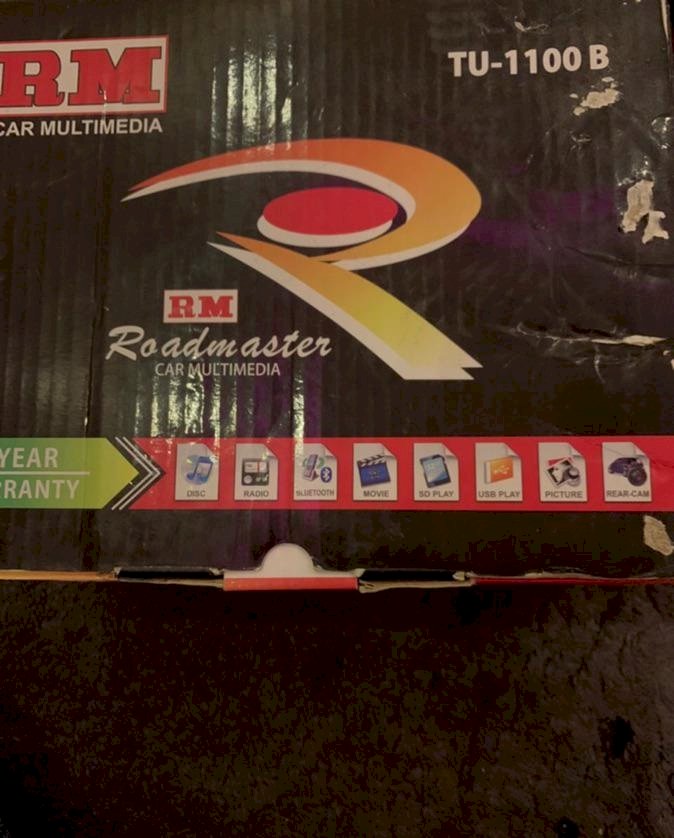 RM
CAR MULTIMEDIA
TU-1100 B
RM
Roadmaster
CAR MULTIMEDIA
YEAR
RRANTY
DISC
RADIO
BLUETOOTH
MOVIE
SD PLAY
USB PLAY
PICTURE
REAR-CAM